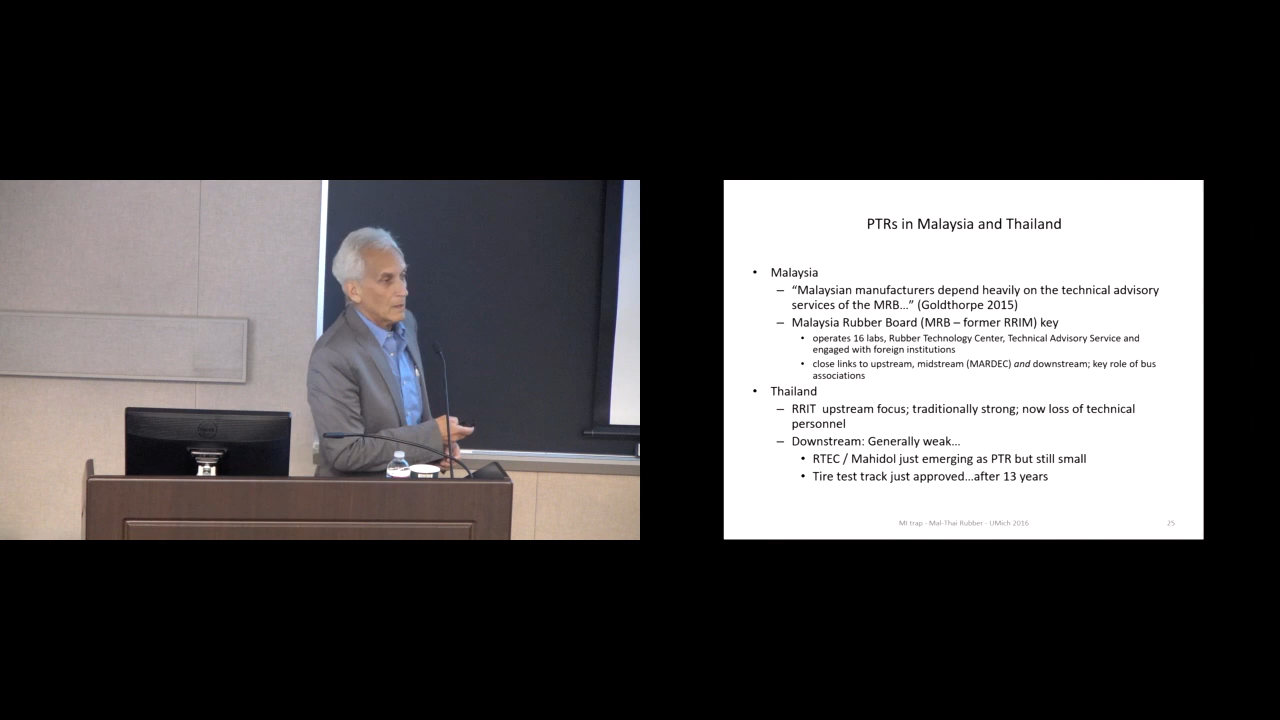 PTRs in Malaysia and Thailand
• Malaysia
– “Malaysian manufacturers depend heavily on the technical advisory
services of the MRB…” (Goldthorpe 2015)
– Malaysia Rubber Board (MRB – former RRIM) key
• operates 16 labs, Rubber Technology Center, Technical Advisory Service and
engaged with foreign institutions
• close links to upstream, midstream (MARDEC) and downstream; key role of bus
associations
• Thailand
– RRIT upstream focus; traditionally strong; now loss of technical
personnel
– Downstream: Generally weak…
• RTEC / Mahidol just emerging as PTR but still small
• Tire test track just approved…after 13 years
MI trap - Mal-Thai Rubber - UMich 2016
25